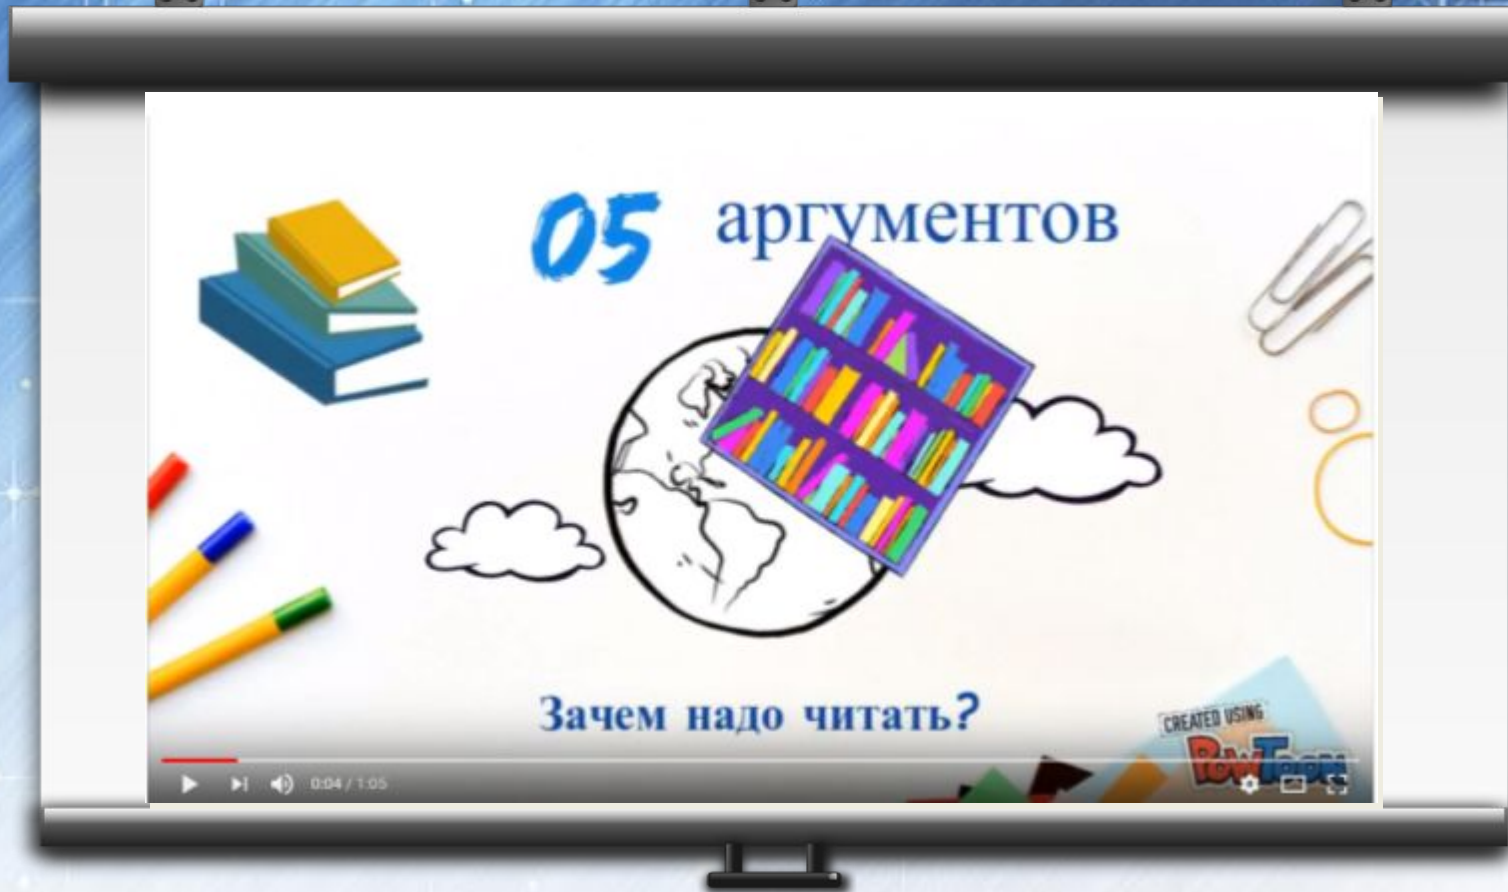 05 аргументов
Зачем надо читать?
CREATED USING
POWTOON
0:04 / 1:05